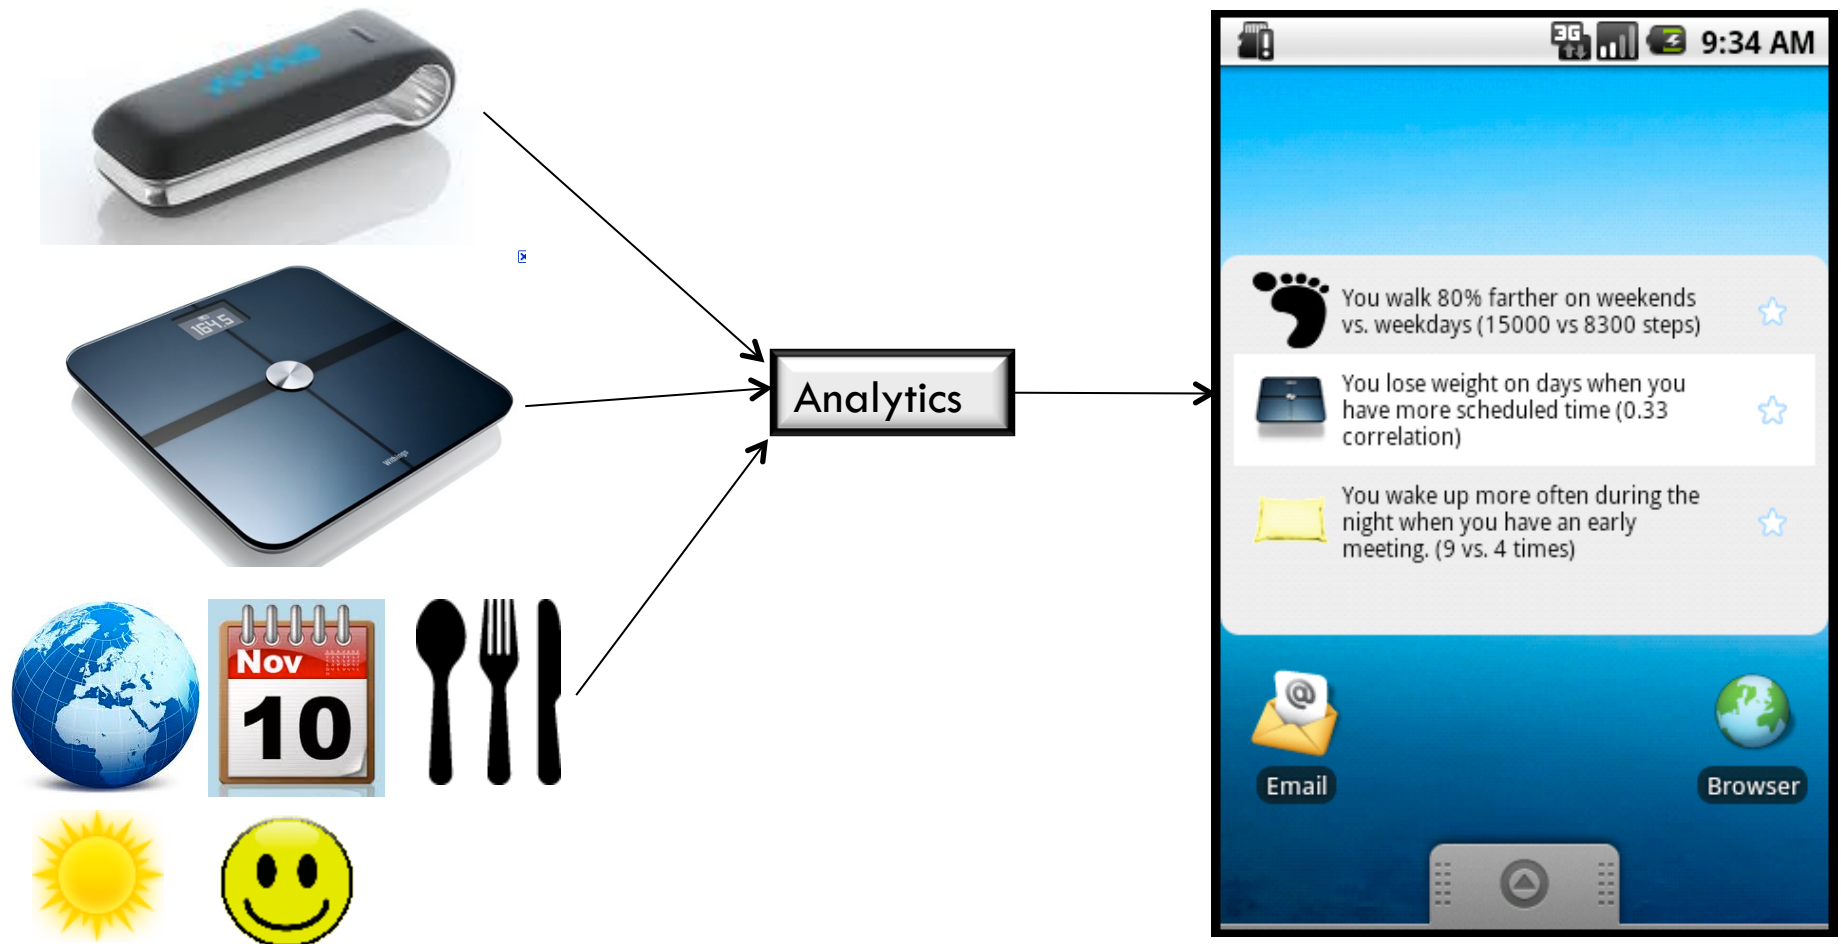 164.5
Withings
Nov
10
Analytics
3G
9:34 AM
You walk 80% farther on weekends
vs. weekdays (15000 vs 8300 steps)
You lose weight on days when you
have more scheduled time (0.33
correlation)
You wake up more often during the
night when you have an early
meeting. (9 vs. 4 times)
@
Email
Browser